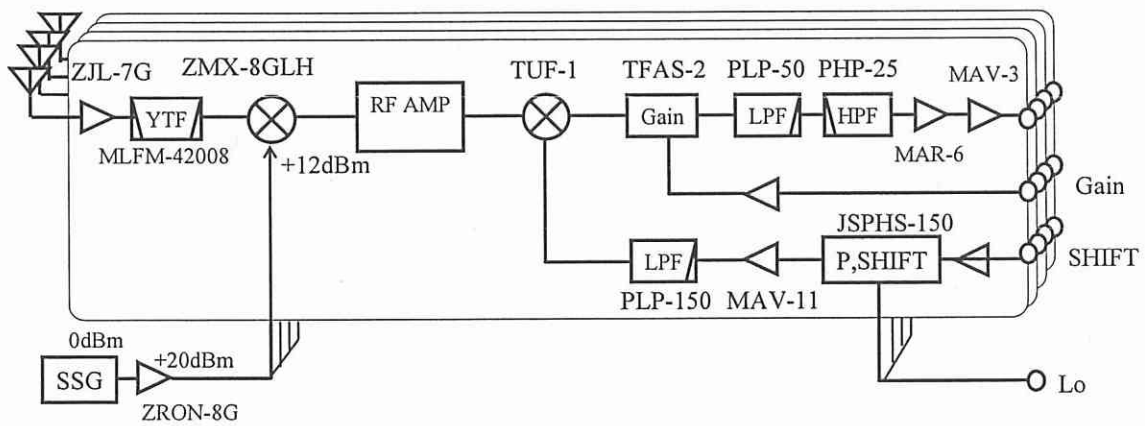 ZJL-7G
ZMX-8GLH
TUF-1
TFAS-2
PLP-50
PHP-25
MAV-3
YTF
RF AMP
Gain
LPF
HPF
MLFM-42008
+12dBm
MAR-6
Gain
JSPHS-150
LPF
P,SHIFT
SHIFT
PLP-150
MAV-11
0dBm
+20dBm
SSG
Lo
ZRON-8G